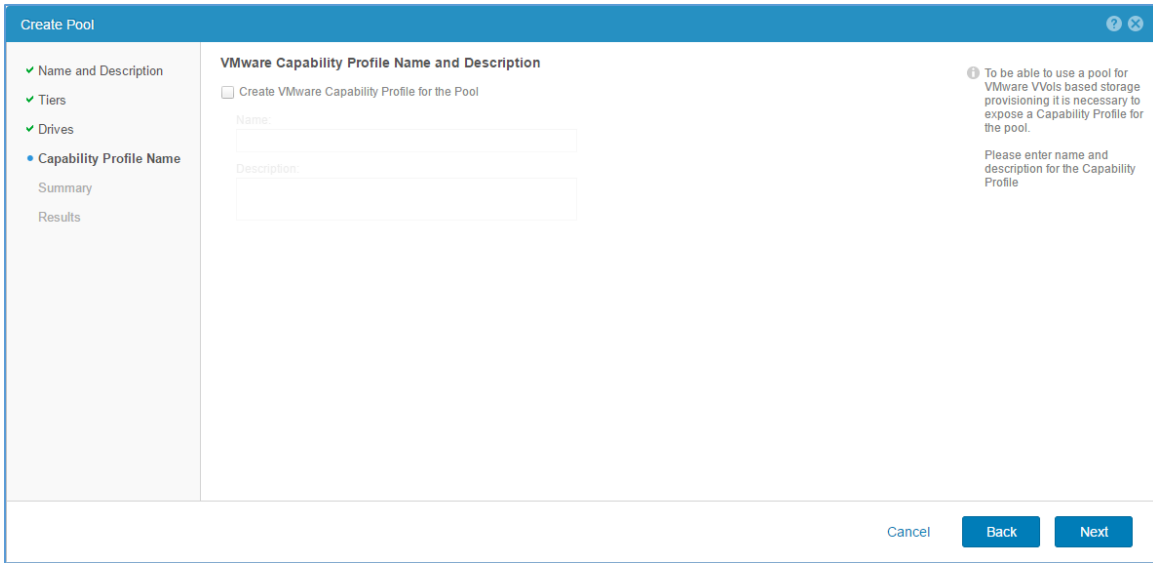 Create Pool
Name and Description
Tiers
Drives
Capability Profile Name
Summary
Results
VMware Capability Profile Name and Description
Create VMware Capability Profile for the Pool
Name:
Description:
To be able to use a pool for
VMware VVols based storage
provisioning it is necessary to
expose a Capability Profile for
the pool.
Please enter name and
description for the Capability
Profile
Cancel
Back
Next